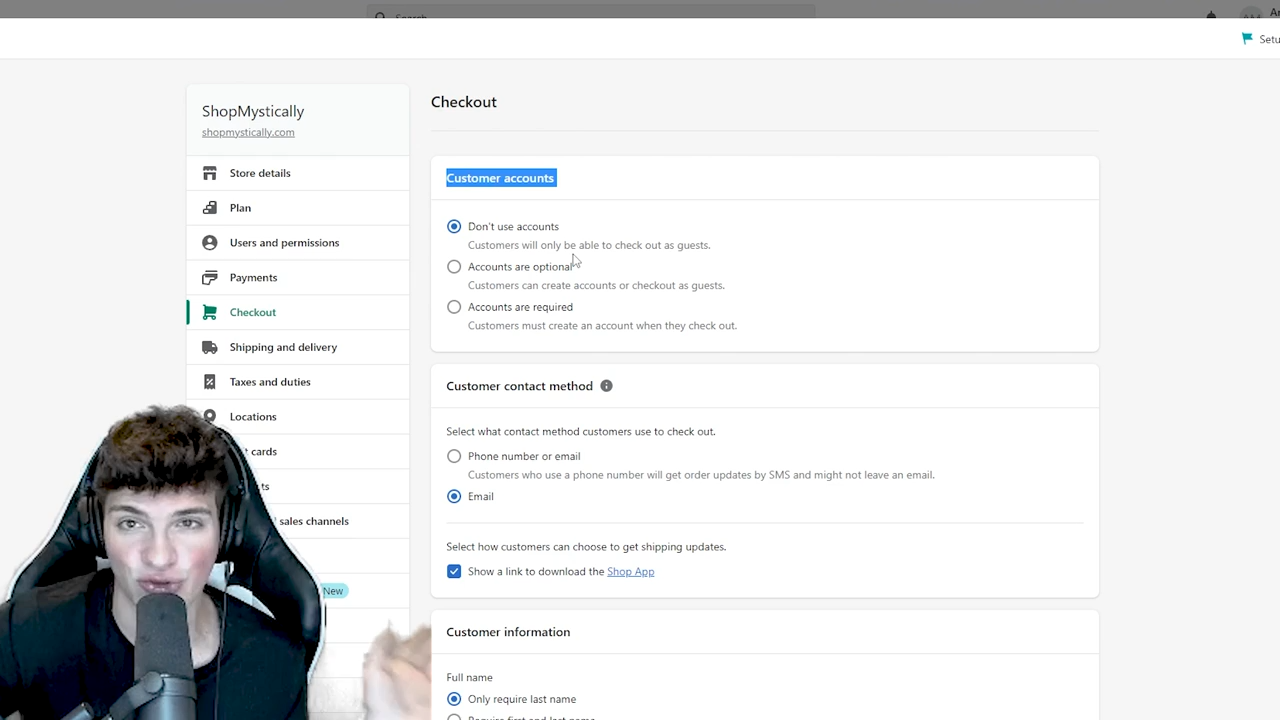 Search
Setu
ShopMystically
shopmystically.com
Store details
Plan
Users and permissions
Payments
Checkout
Shipping and delivery
Taxes and duties
Locations
cards
sales channels
New
Checkout
Customer accounts
Don't use accounts
Customers will only be able to check out as guests.
Accounts are optional
Customers can create accounts or checkout as guests.
Accounts are required
Customers must create an account when they check out.
Customer contact method
Select what contact method customers use to check out.
Phone number or email
Customers who use a phone number will get order updates by SMS and might not leave an email.
Email
Select how customers can choose to get shipping updates.
Show a link to download the Shop App
Customer information
Full name
Only require last name
Require first and last name